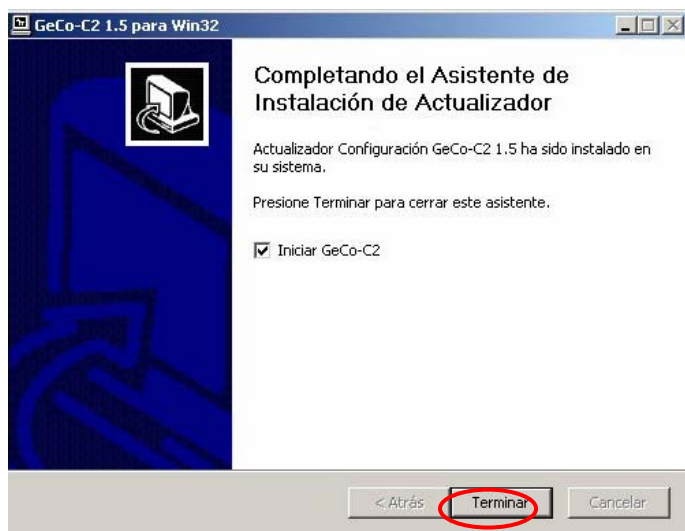 GeCo-C2 1.5 para Win32
Completando el Asistente de
Instalación de Actualizador
Actualizador Configuración GeCo-C2 1.5 ha sido instalado en
su sistema.
Presione Terminar para cerrar este asistente.
Iniciar GeCo-C2
< Atrás
Terminar
Cancelar